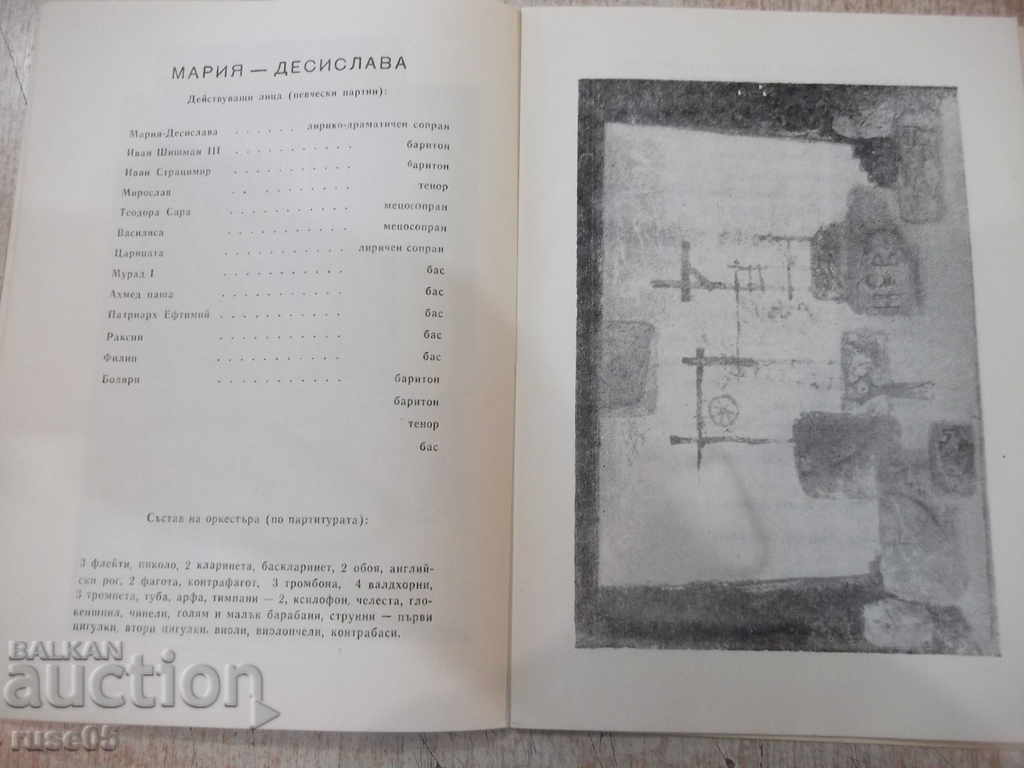 МАРИЯ — ДЕСИСЛАВА
Действуващи лица (певчески партии):
Мария-Десислава . . . . . . лирико-драматичен сопран
Иван Шишман III . . . . . . . . . . . баритон
Иван Страцимир . . . . . . . . . . . баритон
Мирослав . . . . . . . . . . . тенор
Теодора Сара . . . . . . . . . . . мецосопран
Василиса . . . . . . . . . . . мецосопран
Царицата . . . . . . . . . . . лиричен сопран
Мурад I . . . . . . . . . . . бас
Ахмед паша . . . . . . . . . . . бас
Патриарх Ефтимий . . . . . . . . . . . бас
Раксин . . . . . . . . . . . бас
Филип . . . . . . . . . . . бас
Боляри . . . . . . . . . . . баритон
баритон
тенор
бас
Състав на оркестъра (по партитурата):
3 флейти, пиколо, 2 кларинета, баскларинет, 2 обоя, англий-
ски рог, 2 фагота, контрафагот, 3 тромбона, 4 валдхорни,
3 тромпета, туба, арфа, тимпани — 2, ксилофон, челеста, гло-
кеншпил, чинели, голям и малък барабани, струнни — първи
цигулки, втори цигулки, виоли, виолончели, контрабаси.
BALKAN
auction
ruse05